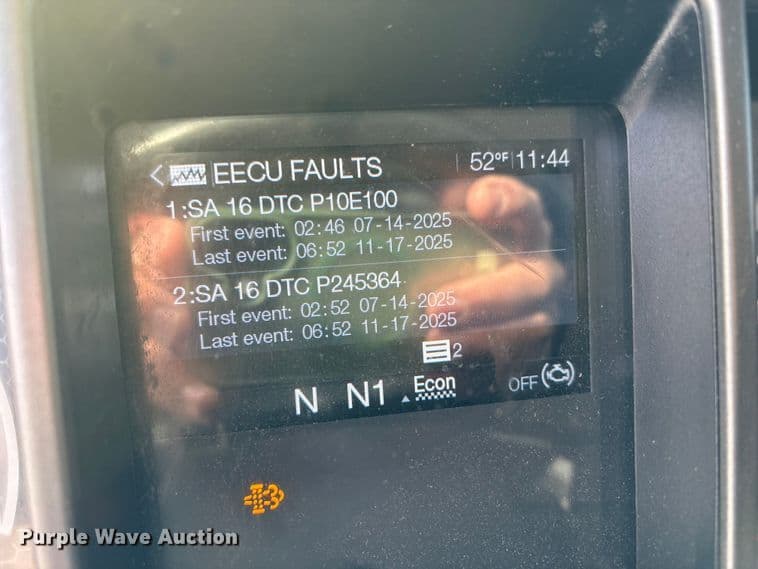 < EECU FAULTS 52°F 11:44
1:SA 16 DTC P10E100
First event: 02:46 07-14-2025
Last event: 06:52 11-17-2025
2:SA 16 DTC P245364
First event: 02:52 07-14-2025
Last event: 06:52 11-17-2025
2
N N1 Econ OFF
Purple Wave Auction